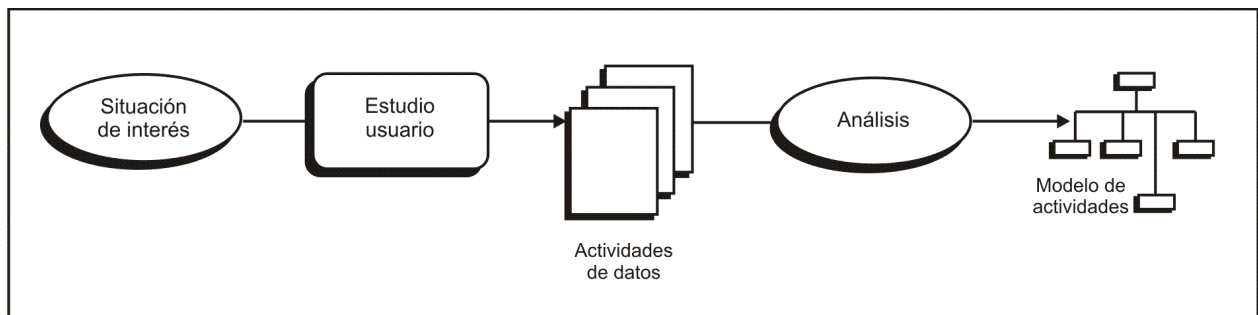 Situación
de interés
Estudio
usuario
Actividades
de datos
Análisis
Modelo de
actividades